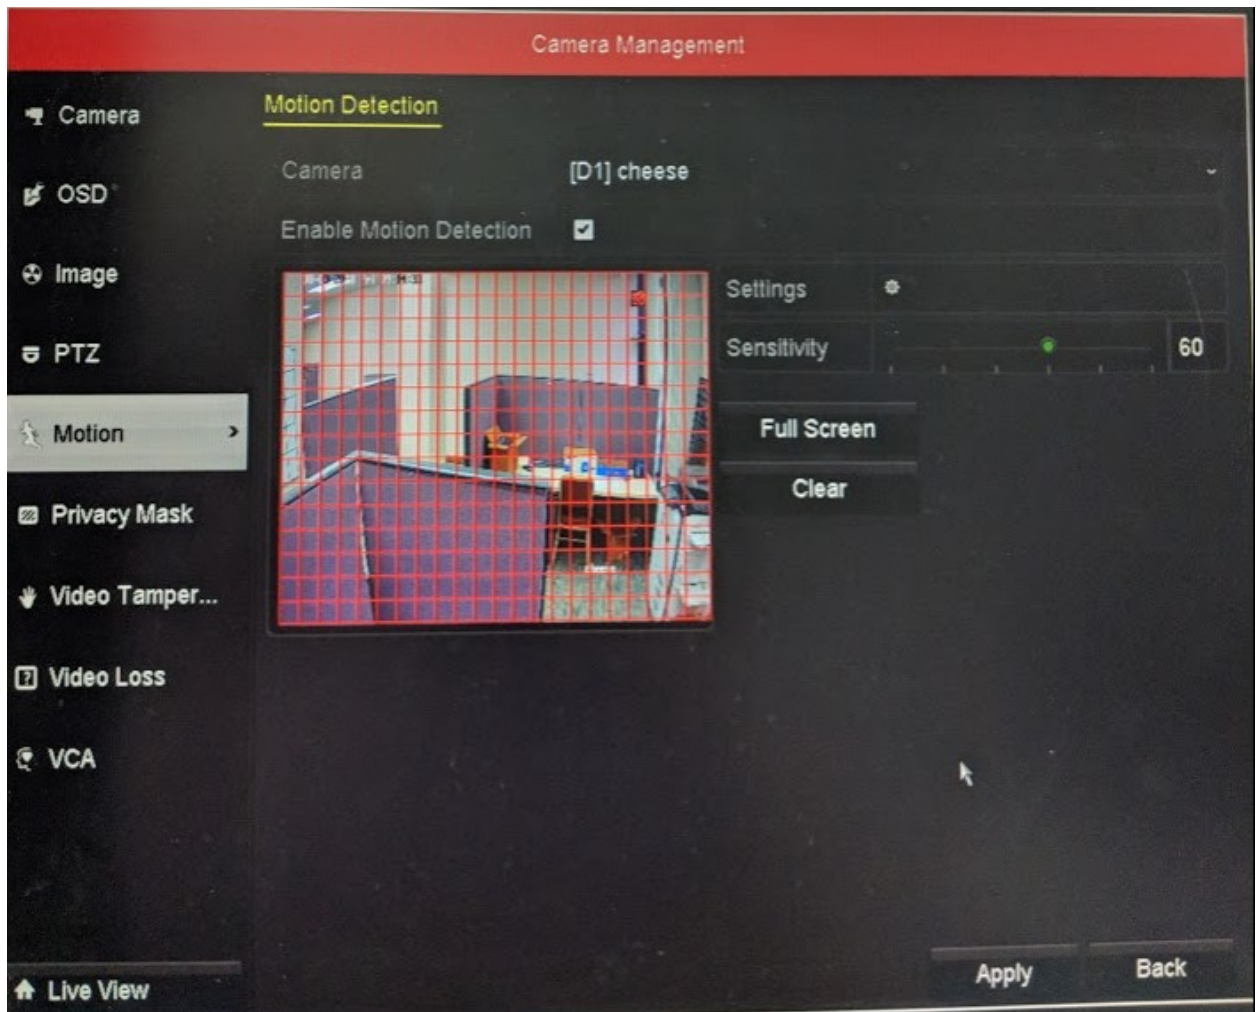 Camera Management
Camera
OSD
Image
PTZ
Motion >
Privacy Mask
Video Tamper...
Video Loss
VCA
Live View
Motion Detection
Camera [D1] cheese
Enable Motion Detection
Settings
Sensitivity 60
Full Screen
Clear
cheese
Apply Back